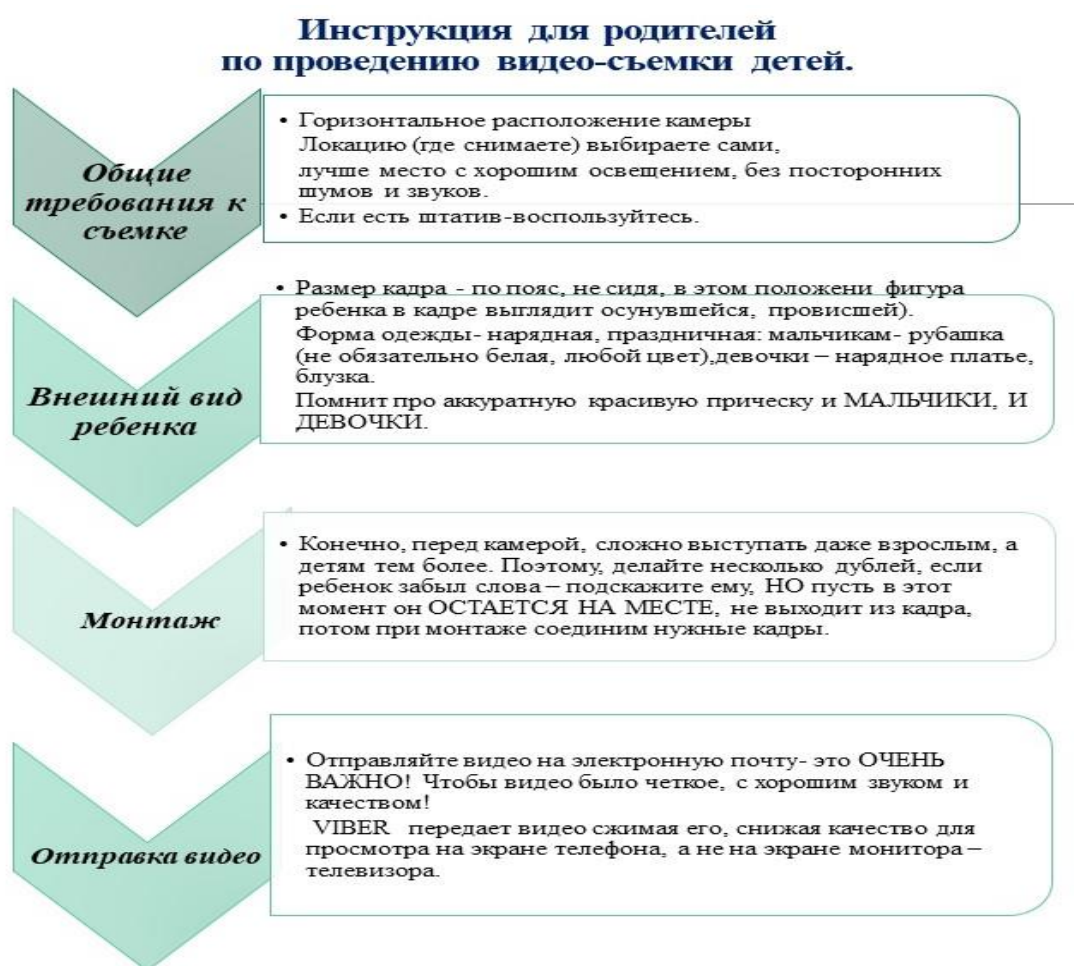 Инструкция для родителей
по проведению видео-съемки детей.
Общие
требования к
съемке
• Горизонтальное расположение камеры
Локацию (где снимаете) выбираете сами,
лучше место с хорошим освещением, без посторонних
шумов и звуков.
• Если есть штатив-воспользуйтесь.
Внешний вид
ребенка
• Размер кадра - по пояс, не сидя, в этом положени фигура
ребенка в кадре выглядит осунувшейся, провисшей).
Форма одежды- нарядная, праздничная: мальчикам- рубашка
(не обязательно белая, любой цвет),девочки – нарядное платье,
блузка.
Помнит про аккуратную красивую прическу и МАЛЬЧИКИ, И
ДЕВОЧКИ.
Монтаж
• Конечно, перед камерой, сложно выступать даже взрослым, а
детям тем более. Поэтому, делайте несколько дублей, если
ребенок забыл слова – подскажите ему, НО пусть в этот
момент он ОСТАЕТСЯ НА МЕСТЕ, не выходит из кадра,
потом при монтаже соединим нужные кадры.
Отправка видео
• Отправляйте видео на электронную почту- это ОЧЕНЬ
ВАЖНО! Чтобы видео было четкое, с хорошим звуком и
качеством!
VIBER передает видео сжимая его, снижая качество для
просмотра на экране телефона, а не на экране монитора –
телевизора.